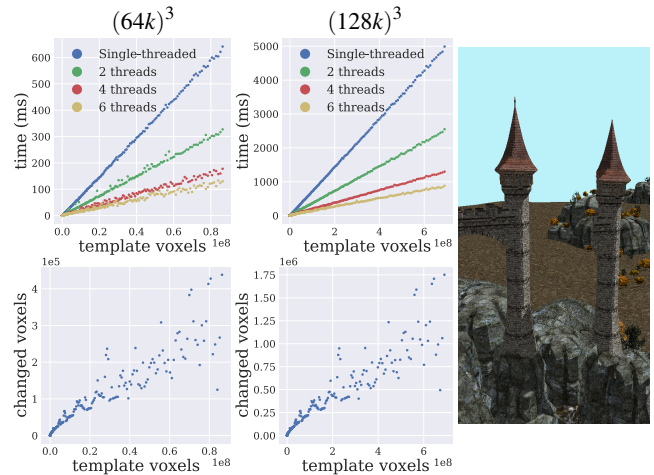 (64k)³ (128k)³
Single-threaded
2 threads
4 threads
6 threads
time (ms)
600
500
400
300
200
100
0
0.0 0.2 0.4 0.6 0.8
1e8
template voxels
Single-threaded
2 threads
4 threads
6 threads
time (ms)
5000
4000
3000
2000
1000
0
0 2 4 6
1e8
template voxels
1e5
changed voxels
4
3
2
1
0
0.0 0.2 0.4 0.6 0.8
1e8
template voxels
1e6
changed voxels
1.75
1.50
1.25
1.00
0.75
0.50
0.25
0.00
0 2 4 6
1e8
template voxels